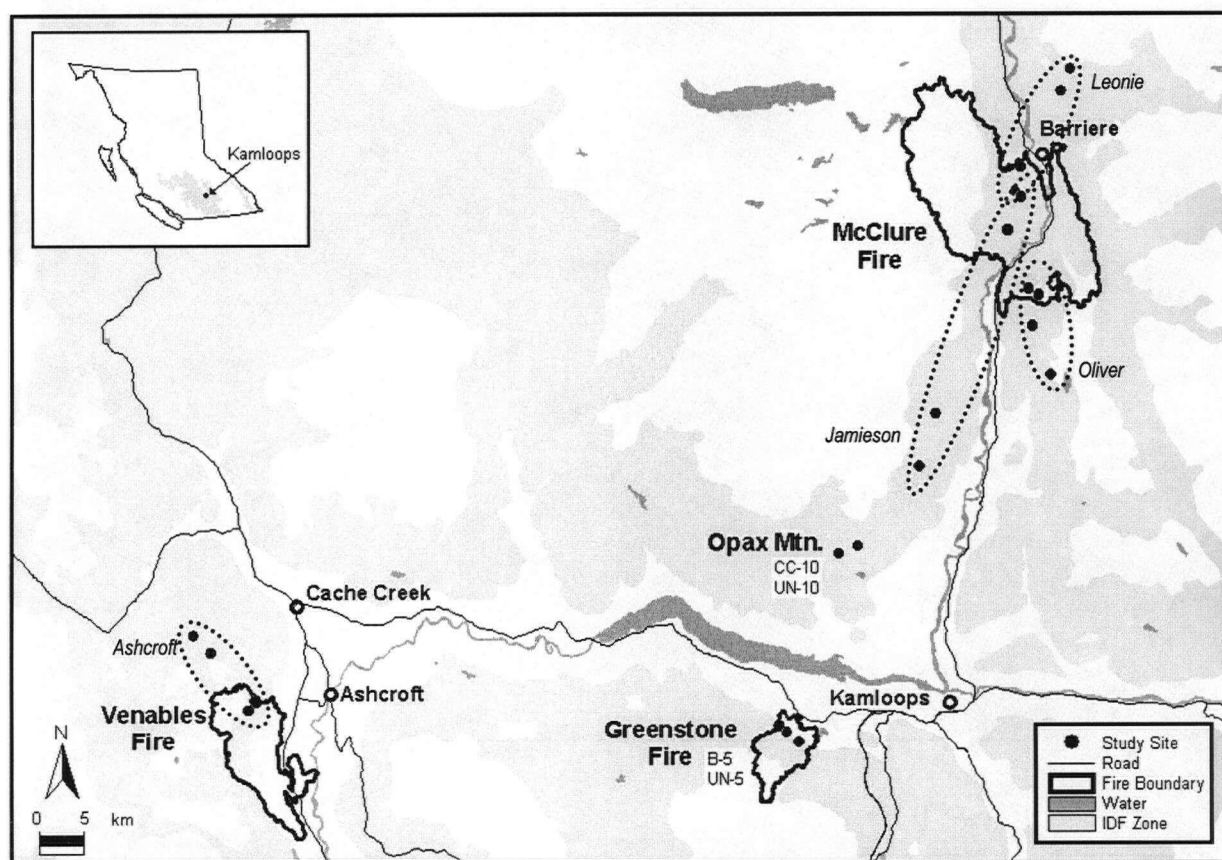 Kamloops
Leonie
Barriere
McClure
Fire
Oliver
Jamieson
Opax Mtn.
CC-10
UN-10
Cache Creek
Ashcroft
Ashcroft
Venables
Fire
Kamloops
Greenstone
Fire
B-5
UN-5
N
0 5 km
Study Site
Road
Fire Boundary
Water
IDF Zone